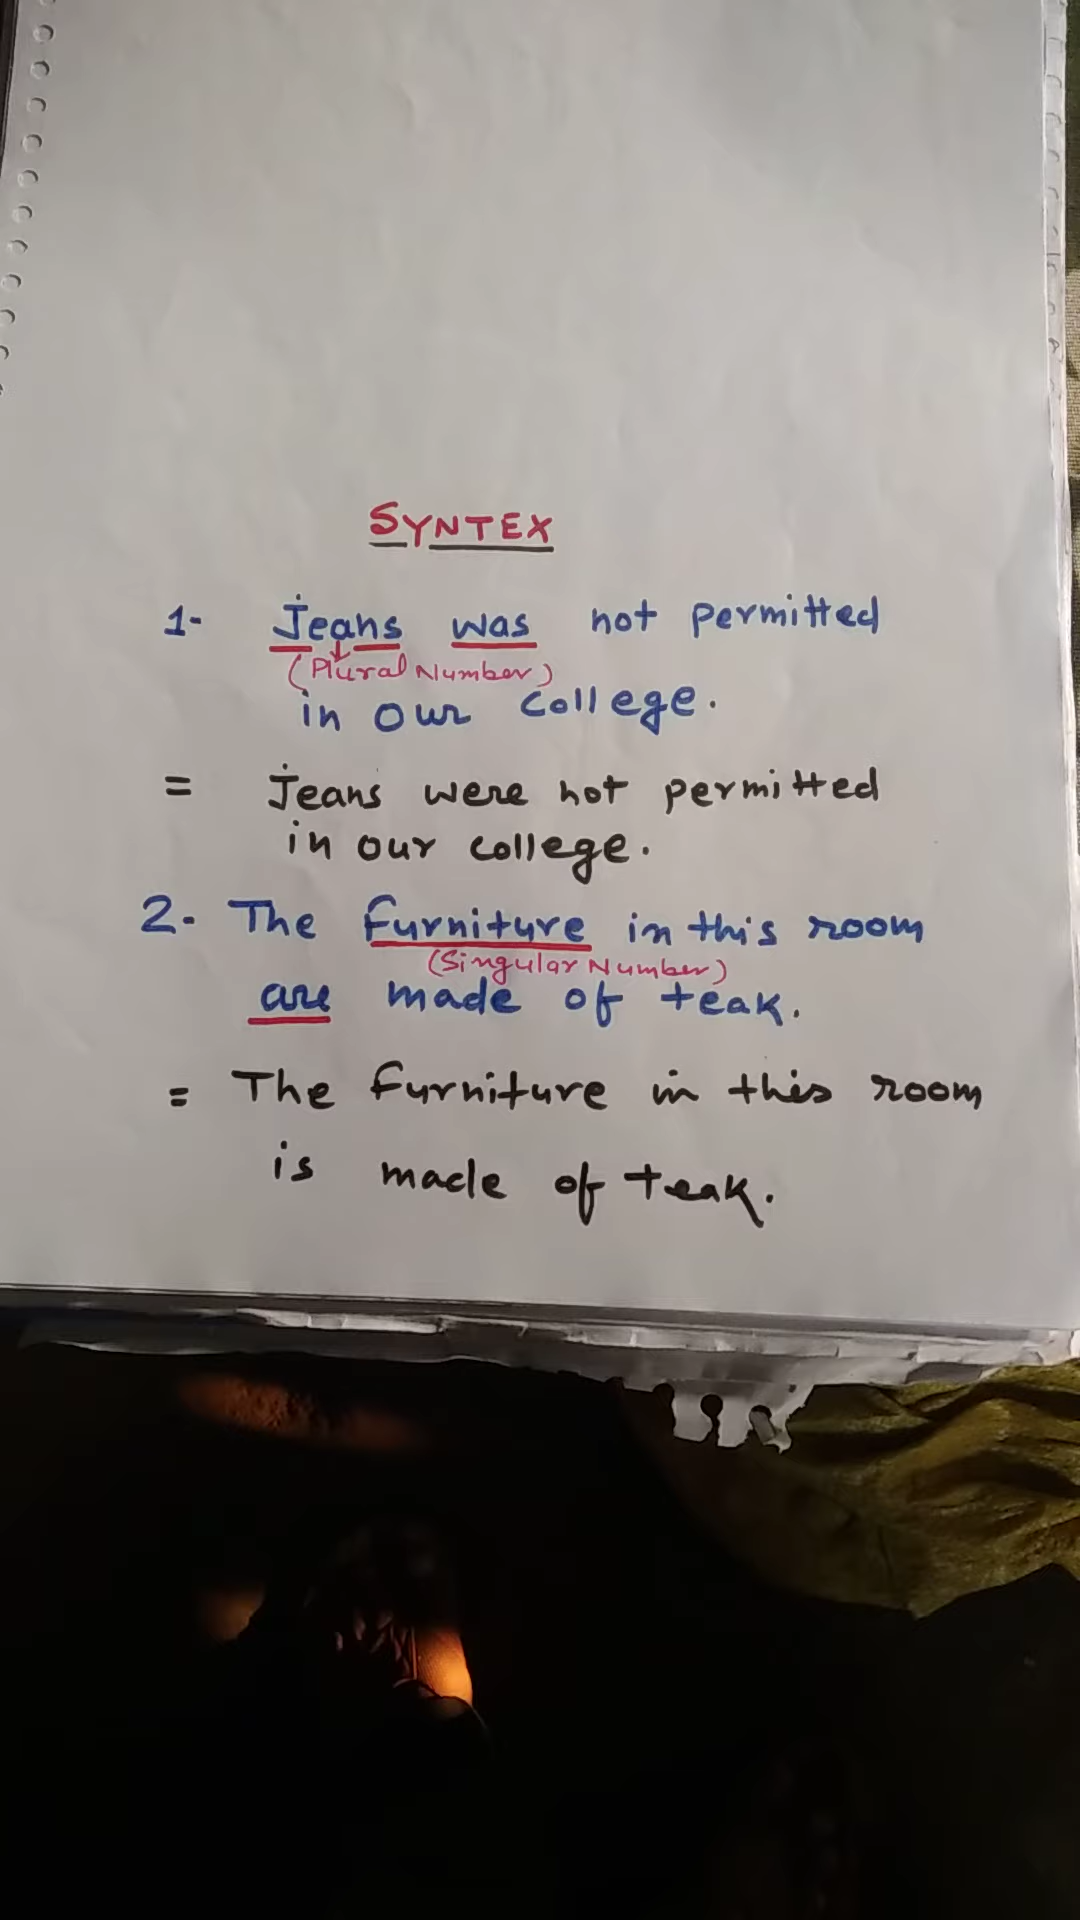 SYNTEX
1- Jeans was not permitted
(Plural Number)
in our college.
= Jeans were not permitted
in our college.
2- The furniture in this room
(Singular Number)
are made of teak.
= The furniture in this room
is made of teak.